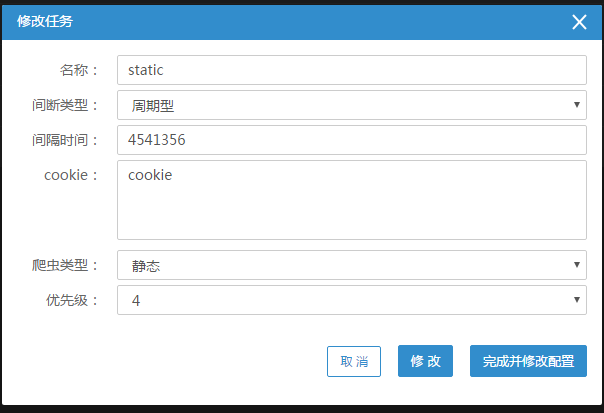 修改任务
名称： static
间断类型： 周期型
间隔时间： 4541356
cookie： cookie
爬虫类型： 静态
优先级： 4
取 消 修 改 完成并修改配置